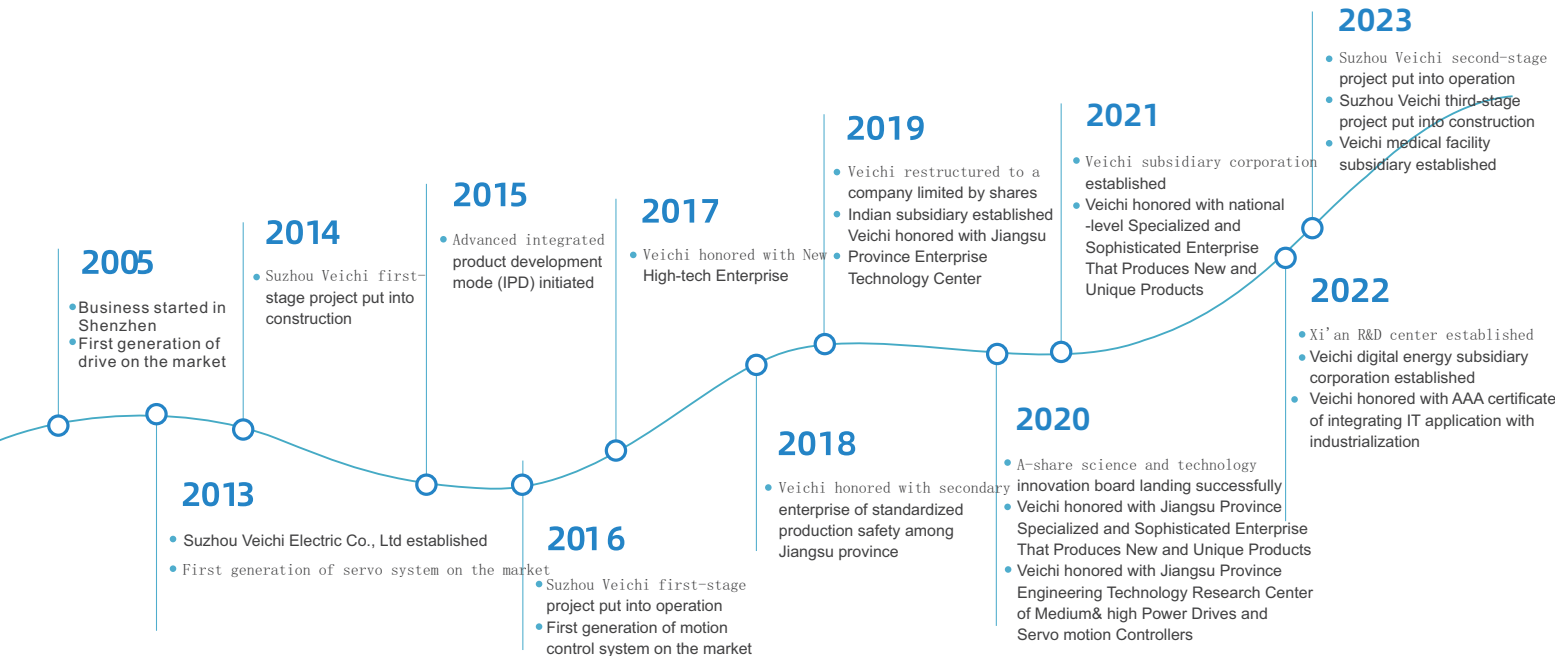 2005
Business started in
Shenzhen
First generation of
drive on the market
2013
Suzhou Veichi Electric Co., Ltd established
First generation of servo system on the market
2014
Suzhou Veichi first-
stage project put into
construction
2015
Advanced integrated
product development
mode (IPD) initiated
2016
Suzhou Veichi first-stage
project put into operation
First generation of motion
control system on the market
2017
Veichi honored with New
High-tech Enterprise
2018
Veichi honored with secondary
enterprise of standardized
production safety among
Jiangsu province
2019
Veichi restructured to a
company limited by shares
Indian subsidiary established
Veichi honored with Jiangsu
Province Enterprise
Technology Center
2020
A-share science and technology
innovation board landing successfully
Veichi honored with Jiangsu Province
Specialized and Sophisticated Enterprise
That Produces New and Unique Products
Veichi honored with Jiangsu Province
Engineering Technology Research Center
of Medium& high Power Drives and
Servo motion Controllers
2021
Veichi subsidiary corporation
established
Veichi honored with national
-level Specialized and
Sophisticated Enterprise
That Produces New and
Unique Products
2022
Xi'an R&D center established
Veichi digital energy subsidiary
corporation established
Veichi honored with AAA certificate
of integrating IT application with
industrialization
2023
Suzhou Veichi second-stage
project put into operation
Suzhou Veichi third-stage
project put into construction
Veichi medical facility
subsidiary established